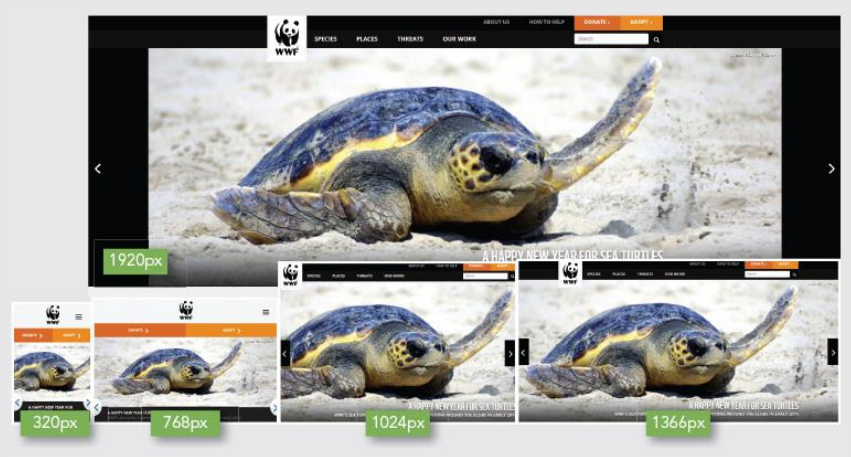 ABOUT US HOW TO HELP DONATE ADOPT
WWF SPECIES PLACES THREATS OUR WORK Search
A HAPPY NEW YEAR FOR SEA TURTLES
1920px
WWF
DONATE ADOPT
A HAPPY NEW YEAR FOR
320px
WWF
DONATE ADOPT
A HAPPY NEW YEAR FOR
768px
ABOUT US HOW TO HELP DONATE ADOPT
WWF SPECIES PLACES THREATS OUR WORK Search
A HAPPY NEW YEAR FOR SEA TURTLES
1024px
ABOUT US HOW TO HELP DONATE ADOPT
WWF SPECIES PLACES THREATS OUR WORK Search
A HAPPY NEW YEAR FOR SEA TURTLES
1366px